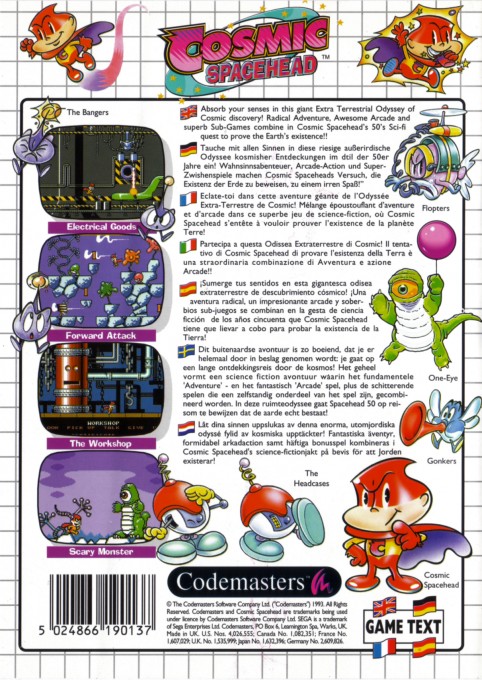 COSMIC
SPACEHEAD™
The Bangers
Absorb your senses in this giant Extra Terrestrial Odyssey of
Cosmic discovery! Radical Adventure, Awesome Arcade and
superb Sub-Games combine in Cosmic Spacehead's 50's Sci-fi
quest to prove the Earth's existence!!
Tauche mit allen Sinnen in diese riesige außerirdische
Odyssee kosmisher Entdeckungen im dtil der 50er
Jahre ein! Wahnsinnabenteuer, Arcade-Action und Super-
Zwishenspiele machen Cosmic Spaceheads Versuch, die
Existenz der Erde zu beweisen, zu einem irren Spaß!"
Eclate-toi dans cette aventure géante de l'Odyssée
Extra-Terrestre de Cosmic! Mélange époustouflant d'aventure
et d'arcade dans ce superbe jeu de science-fiction, où Cosmic
Spacehead s'entête à vouloir prouver l'existence de la planète
Terre!
Partecipa a questa Odissea Extraterrestre di Cosmic! Il tenta-
tivo di Cosmic Spacehead di provare l'esistenza della Terra è
una straordinaria combinazione di Avventura e azione
Arcade!!
¡Sumerge tus sentidos en esta gigantesca odisea
extraterrestre de descubrimiento cósmico! ¡Una
aventura radical, un impresionante arcade y sober-
bios sub-juegos se combinan en la gesta de ciencia
ficción de los años cincuenta que Cosmic Spacehead
tiene que llevar a cobo para probar la existencia de la
Tierra!
Dit buitenaardse avontuur is zo boeiend, dat je er
helemaal door in beslag genomen wordt: je gaat op
een lange ontdekkingsreis door de kosmos! Het geheel
vormt een science fiction avontuur waarin het fundamentele
'Adventure' - en het fantastisch 'Arcade' spel, plus de schitterende
spelen die een zelfstandig onderdeel van het spel zijn, gecombi-
neerd worden. In deze ruimteodyssee gaat Spacehead 50 op rei-
som te bewijzen dat de aarde echt bestaat!
Låt dina sinnen uppslukas av denna enorma, utomjordiska
odyssé fylld av kosmiska upptäckter! Fantastiska äventyr,
formidabel arkadaction samt häftiga bonusspel kombineras i
Cosmic Spacehead's science-fictionjakt på bevis för att Jorden
existerar!
Electrical Goods
Forward Attack
WORKSHOP
The Workshop
Scary Monster
Flopters
One-Eye
Gonkers
The
Headcases
Cosmic
Spacehead
Codemasters™
© The Codemasters Software Company Ltd. ("Codemasters") 1993. All Rights
Reserved. Codemasters and Cosmic Spacehead are trademarks being used
under licence by Codemasters Software Company Ltd. SEGA is a trademark
of Sega Enterprises Ltd. Codemasters, PO Box 6, Leamington Spa, Warks, UK.
Made in UK. U.S. Nos. 4,026,555; Canada No. 1,082,351; France No.
1,607,029; U.K. No. 1,535,999; Japan No. 1,632,396; Germany No. 2,609,826.
5 024866 190137
GAME TEXT